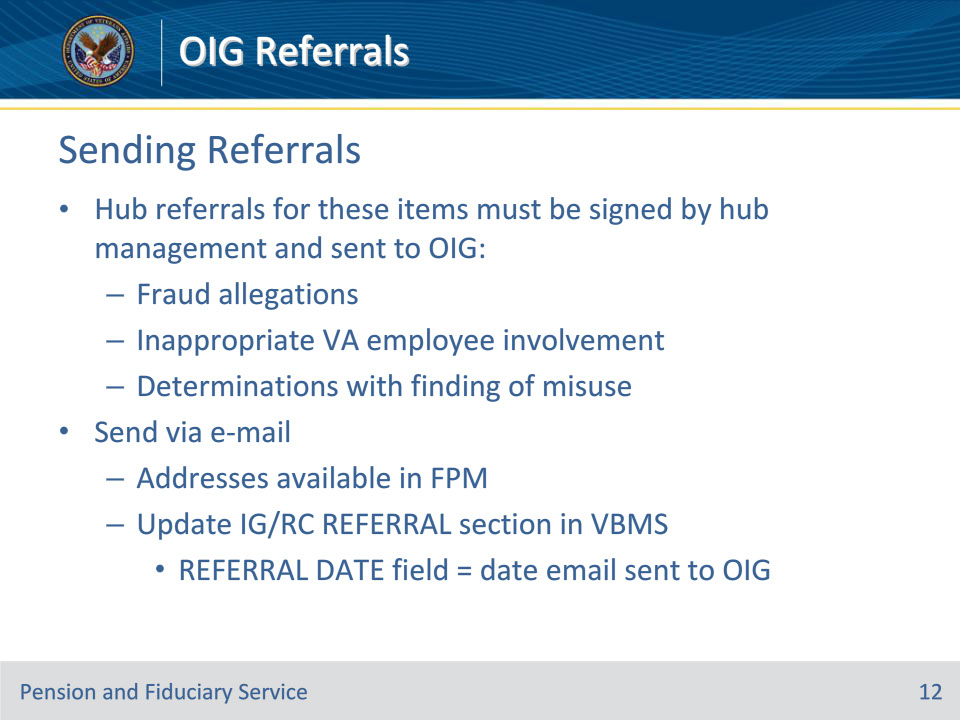 OIG Referrals
Sending Referrals
• Hub referrals for these items must be signed by hub
management and sent to OIG:
– Fraud allegations
– Inappropriate VA employee involvement
– Determinations with finding of misuse
• Send via e-mail
– Addresses available in FPM
– Update IG/RC REFERRAL section in VBMS
• REFERRAL DATE field = date email sent to OIG
Pension and Fiduciary Service
12